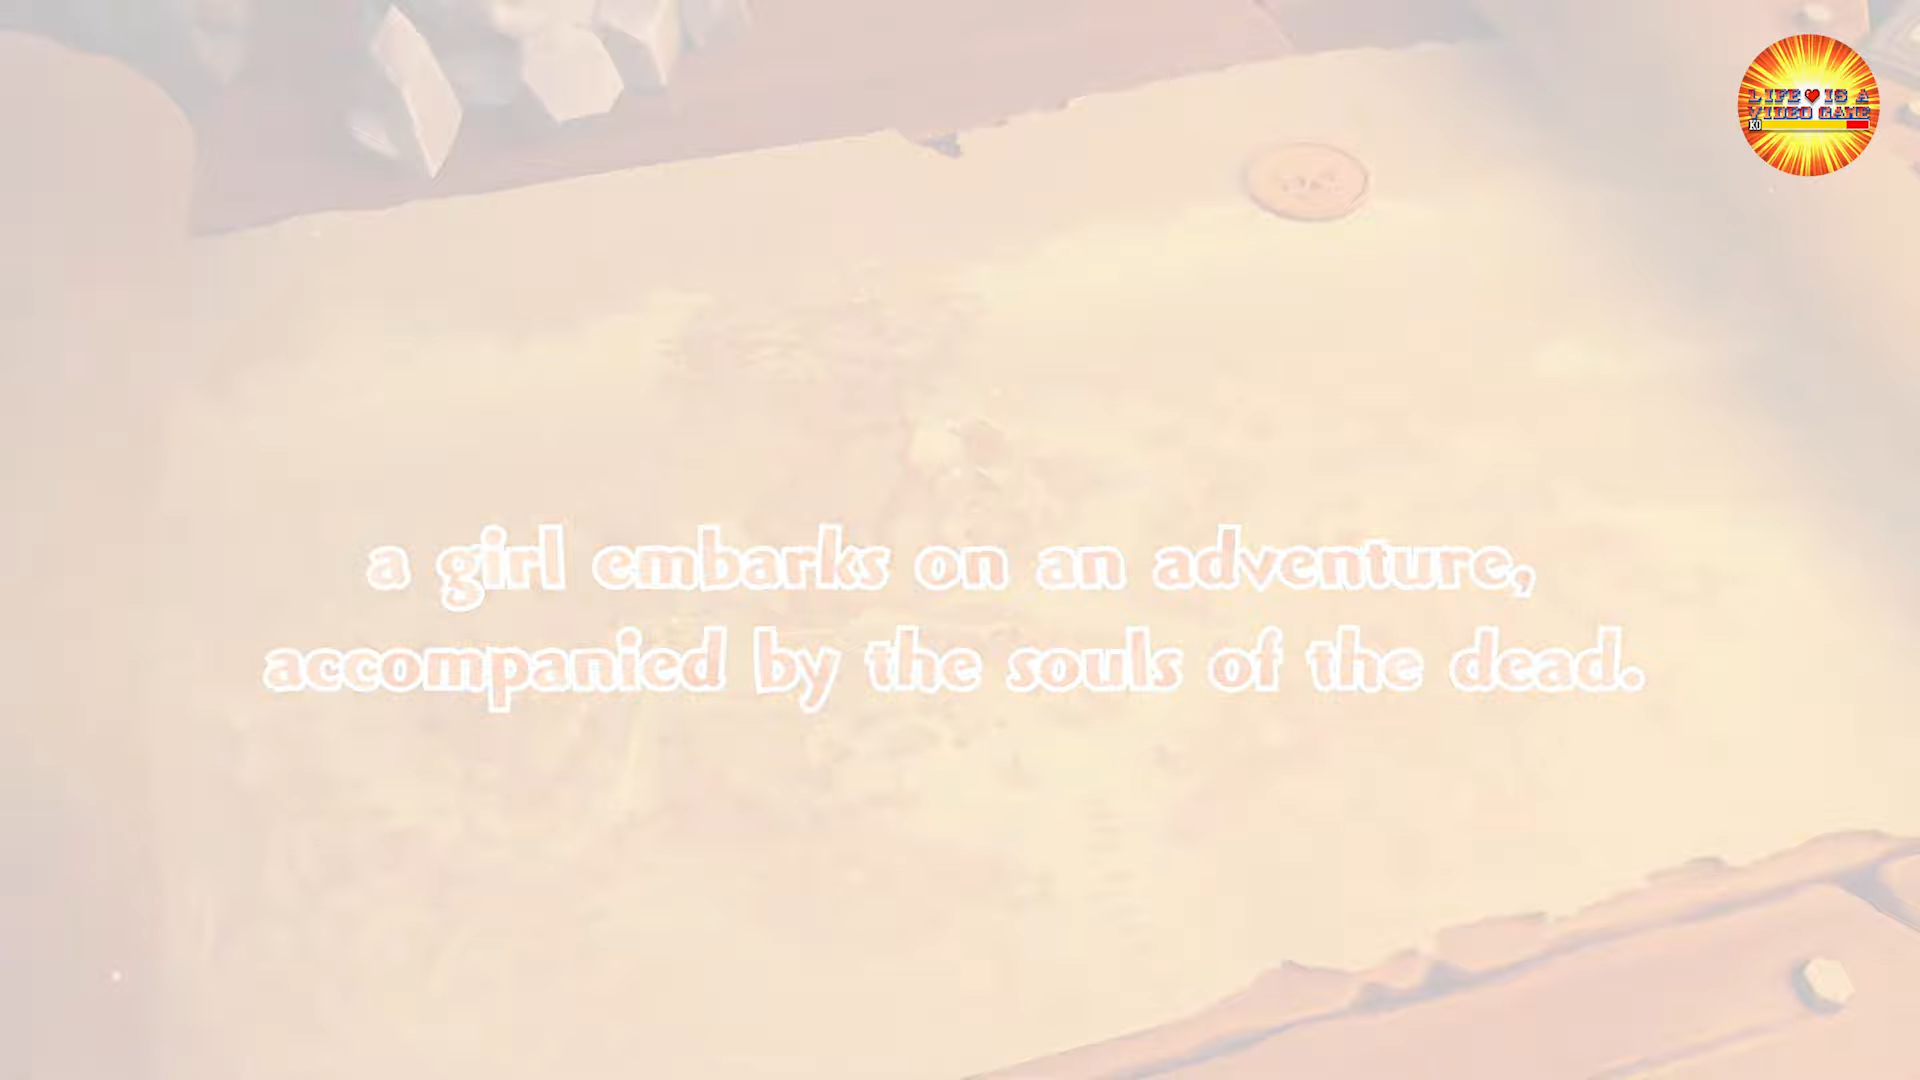 LIFE IS A
VIDEO GAME
KO
a girl embarks on an adventure,
accompanied by the souls of the dead.